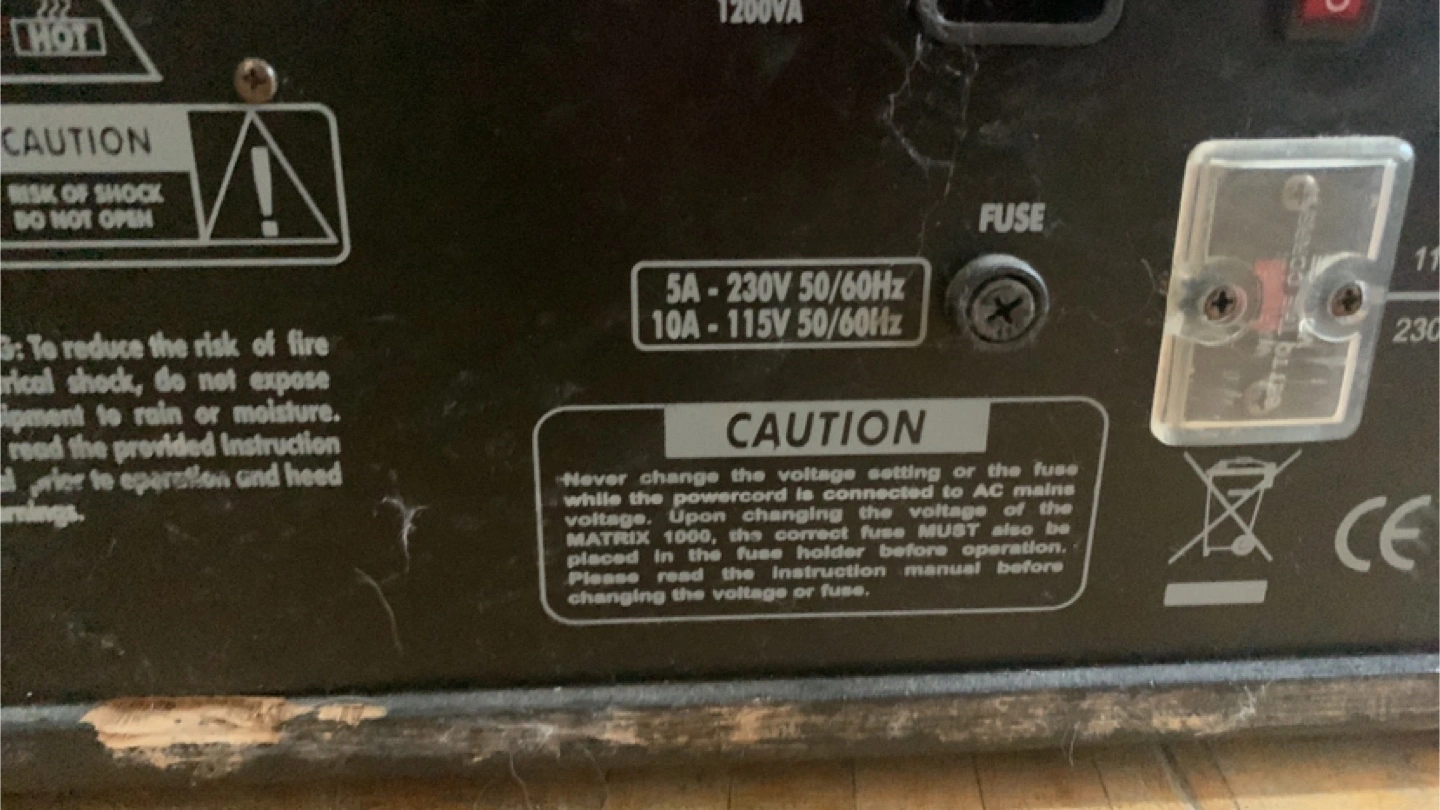 1200VA
HOT
CAUTION
RISK OF SHOCK
DO NOT OPEN
FUSE
5A - 230V 50/60Hz
10A - 115V 50/60Hz
11
230
G: To reduce the risk of fire
rical shock, do not expose
ipment to rain or moisture.
read the provided instruction
l prior to operation and heed
rnings.
CAUTION
Never change the voltage setting or the fuse
while the powercord is connected to AC mains
voltage. Upon changing the voltage of the
MATRIX 1000, the correct fuse MUST also be
placed in the fuse holder before operation.
Please read the instruction manual before
changing the voltage or fuse.
CE